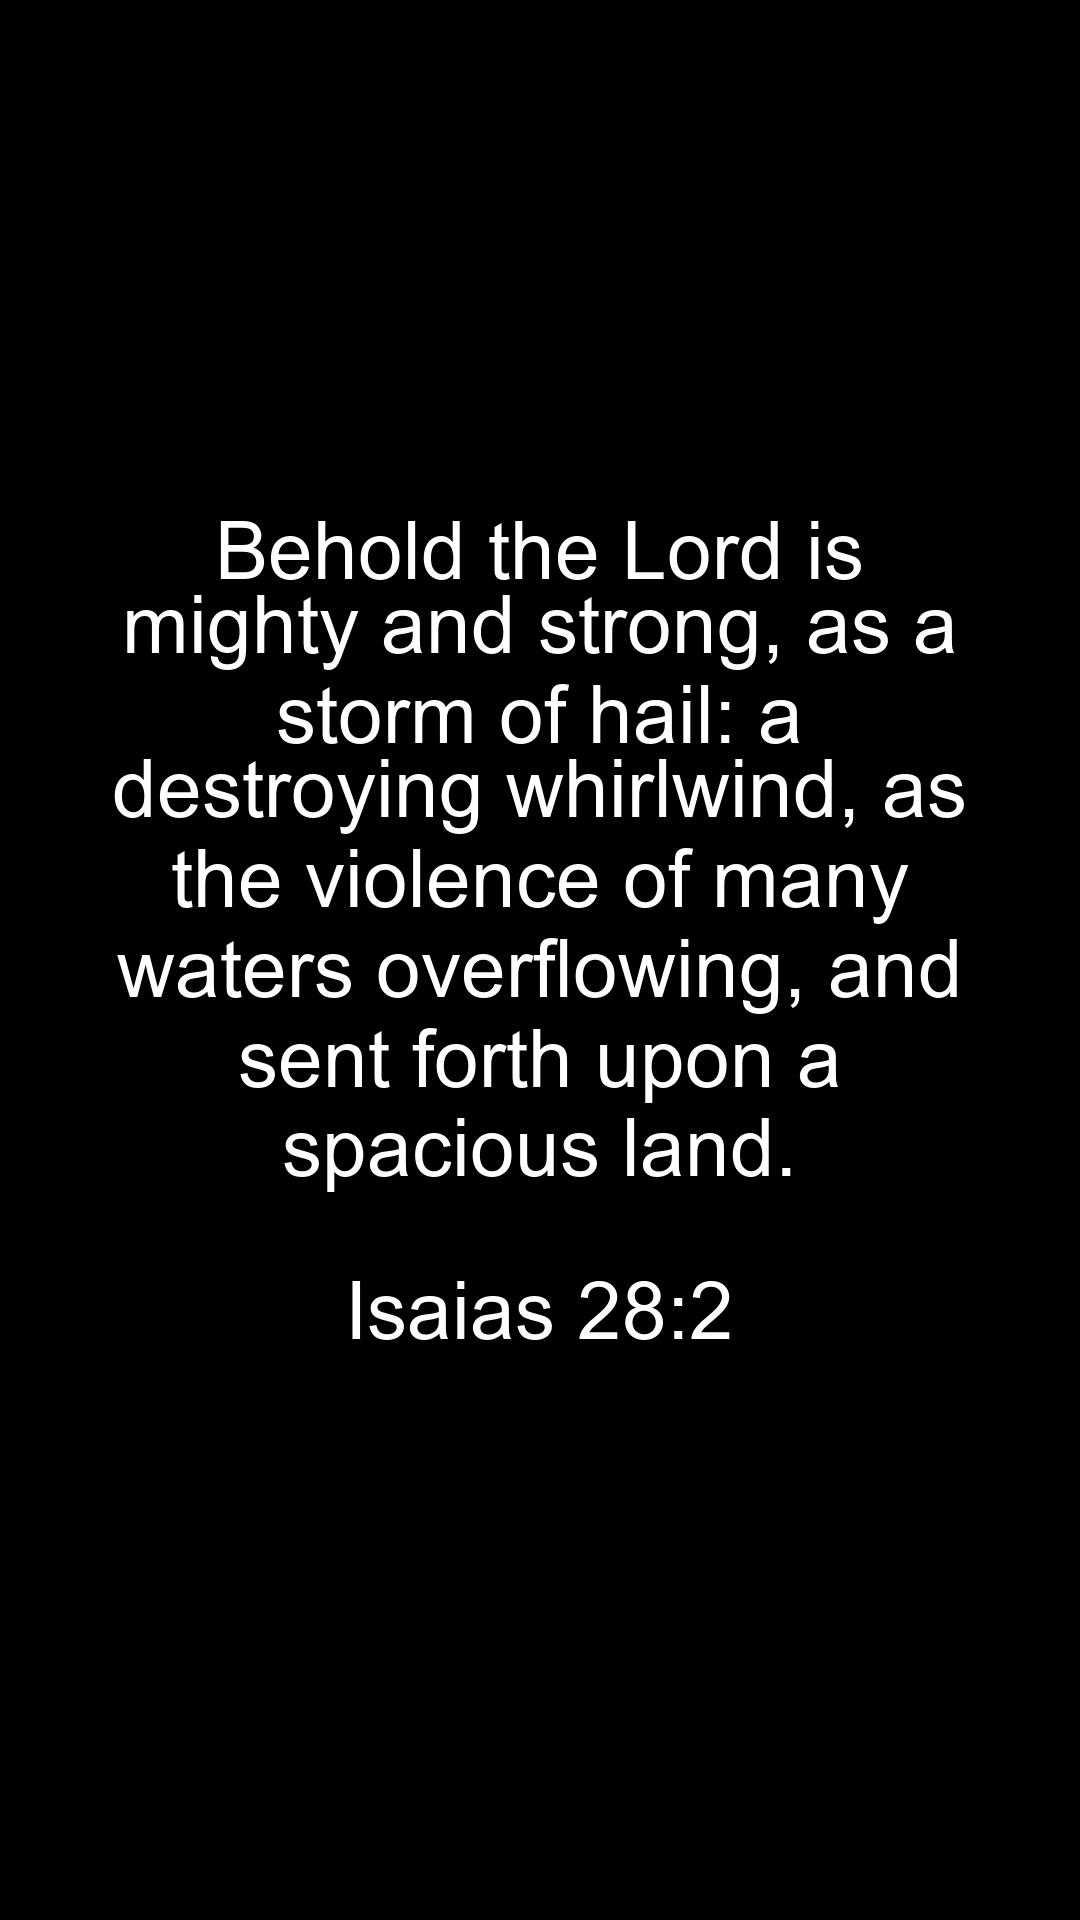 Behold the Lord is
mighty and strong, as a
storm of hail: a
destroying whirlwind, as
the violence of many
waters overflowing, and
sent forth upon a
spacious land.
Isaias 28:2